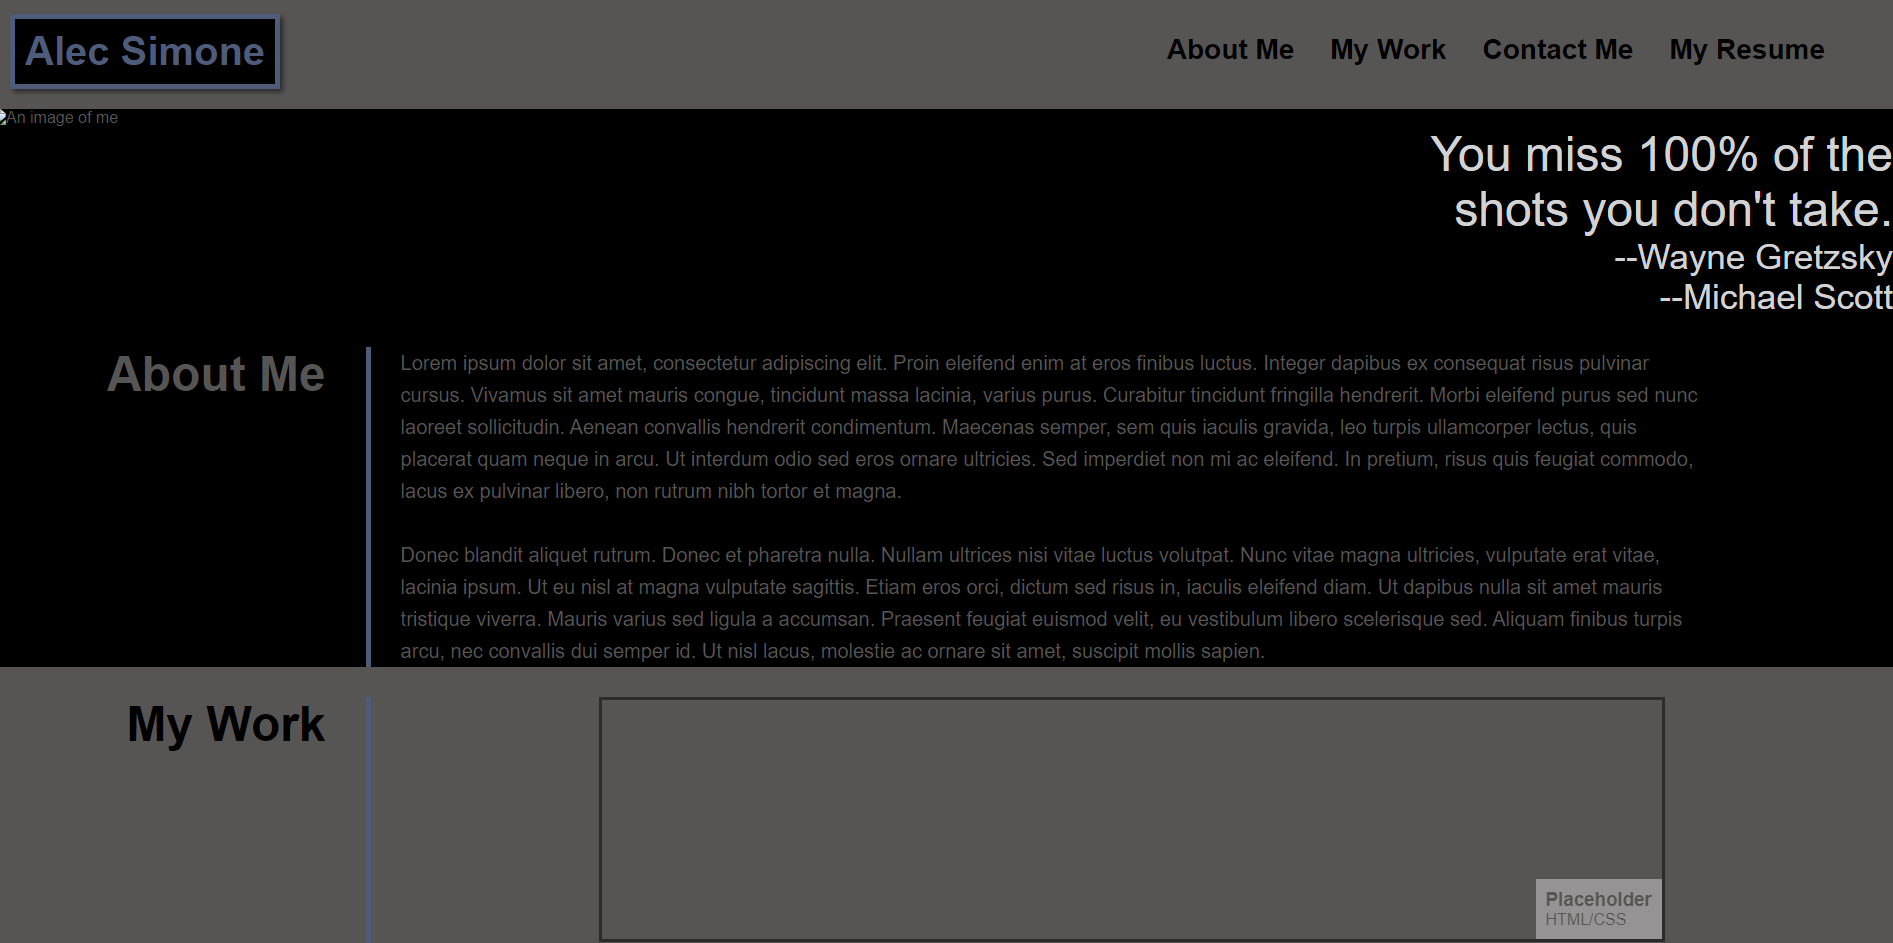 Alec Simone
About Me My Work Contact Me My Resume
An image of me
You miss 100% of the
shots you don't take.
--Wayne Gretzsky
--Michael Scott
About Me
Lorem ipsum dolor sit amet, consectetur adipiscing elit. Proin eleifend enim at eros finibus luctus. Integer dapibus ex consequat risus pulvinar
cursus. Vivamus sit amet mauris congue, tincidunt massa lacinia, varius purus. Curabitur tincidunt fringilla hendrerit. Morbi eleifend purus sed nunc
laoreet sollicitudin. Aenean convallis hendrerit condimentum. Maecenas semper, sem quis iaculis gravida, leo turpis ullamcorper lectus, quis
placerat quam neque in arcu. Ut interdum odio sed eros ornare ultricies. Sed imperdiet non mi ac eleifend. In pretium, risus quis feugiat commodo,
lacus ex pulvinar libero, non rutrum nibh tortor et magna.
Donec blandit aliquet rutrum. Donec et pharetra nulla. Nullam ultrices nisi vitae luctus volutpat. Nunc vitae magna ultricies, vulputate erat vitae,
lacinia ipsum. Ut eu nisl at magna vulputate sagittis. Etiam eros orci, dictum sed risus in, iaculis eleifend diam. Ut dapibus nulla sit amet mauris
tristique viverra. Mauris varius sed ligula a accumsan. Praesent feugiat euismod velit, eu vestibulum libero scelerisque sed. Aliquam finibus turpis
arcu, nec convallis dui semper id. Ut nisl lacus, molestie ac ornare sit amet, suscipit mollis sapien.
My Work
Placeholder
HTML/CSS